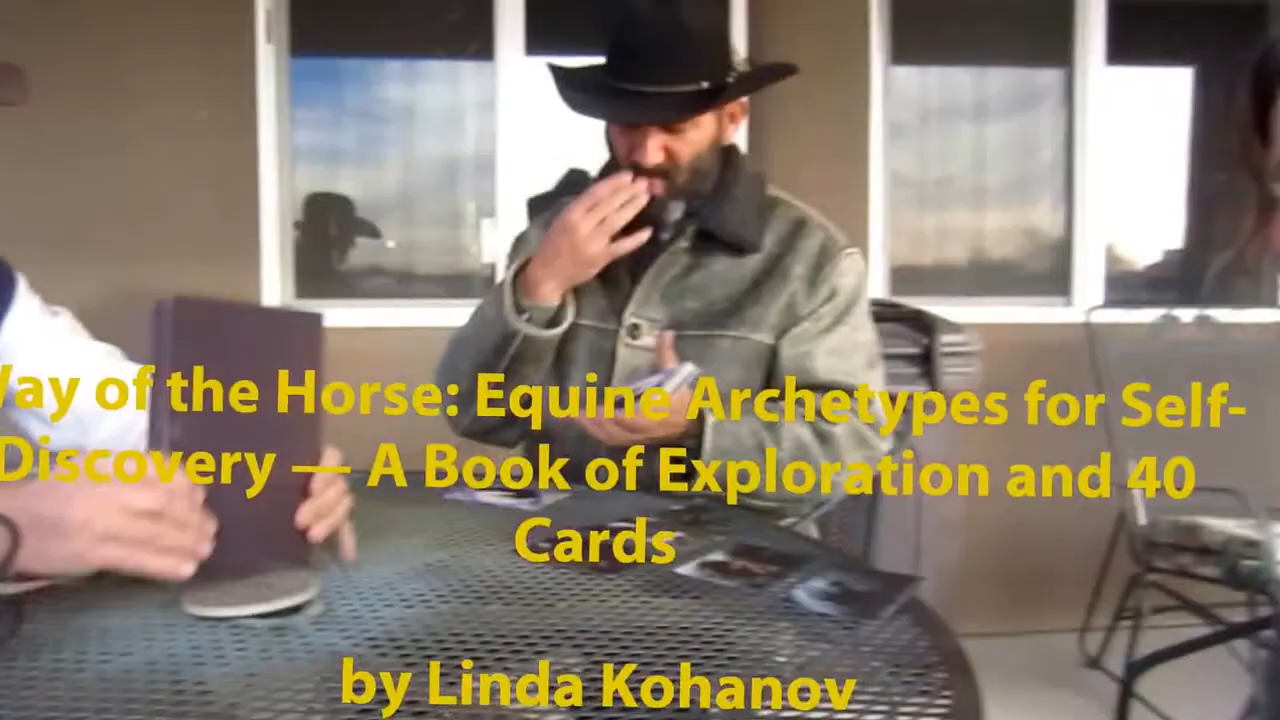 ay of the Horse: Equine Archetypes for Self-
Discovery — A Book of Exploration and 40
Cards
by Linda Kohanov